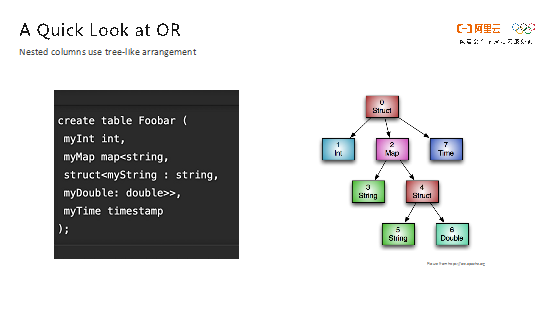 A Quick Look at OR
阿里云
Nested columns use tree-like arrangement
create table Foobar (
myInt int,
myMap map<string,
struct<myString : string,
myDouble: double>>,
myTime timestamp
);
0
Struct
1
Int
2
Map
7
Time
3
String
4
Struct
5
String
6
Double